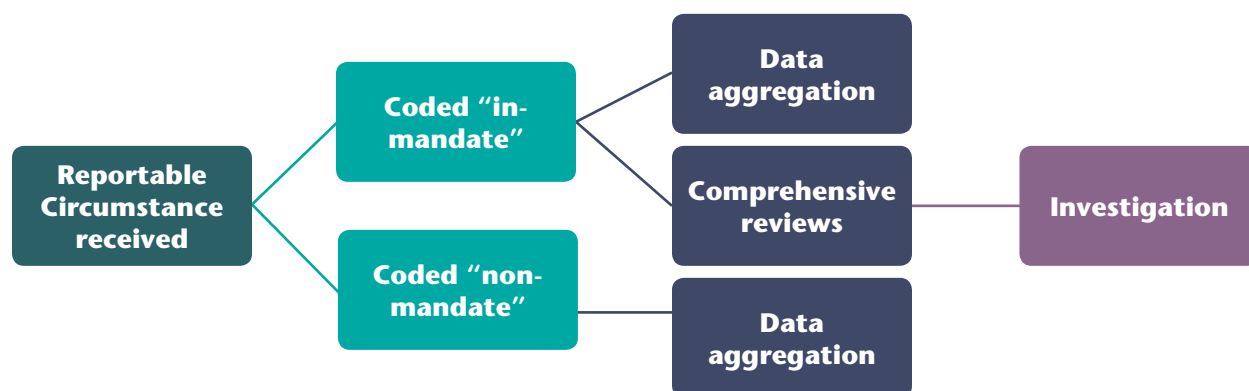 Reportable
Circumstance
received
Coded “in-
mandate”
Coded “non-
mandate”
Data
aggregation
Comprehensive
reviews
Data
aggregation
Investigation